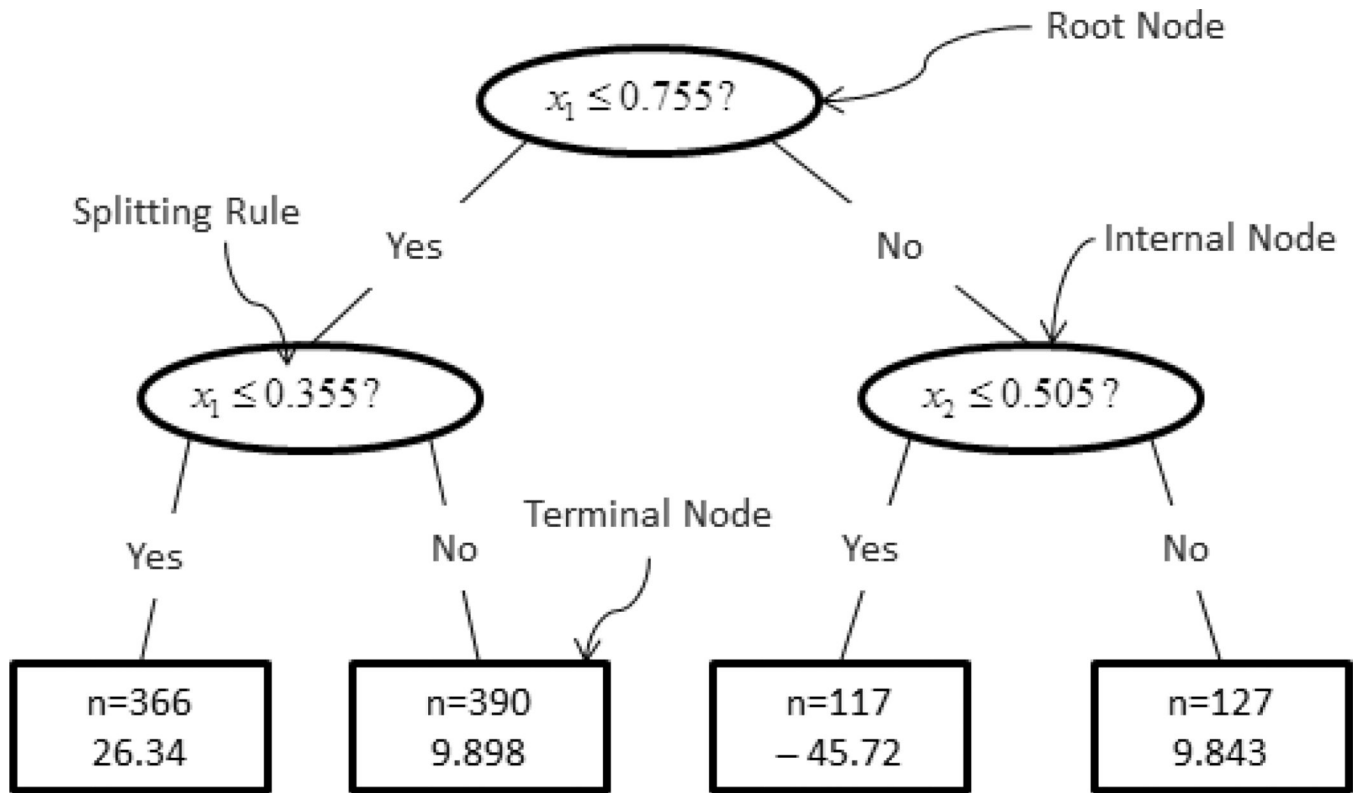 Root Node
x₁ ≤ 0.755?
Splitting Rule
Yes
No
Internal Node
x₁ ≤ 0.355?
x₂ ≤ 0.505?
Terminal Node
Yes
No
Yes
No
n=366
26.34
n=390
9.898
n=117
– 45.72
n=127
9.843